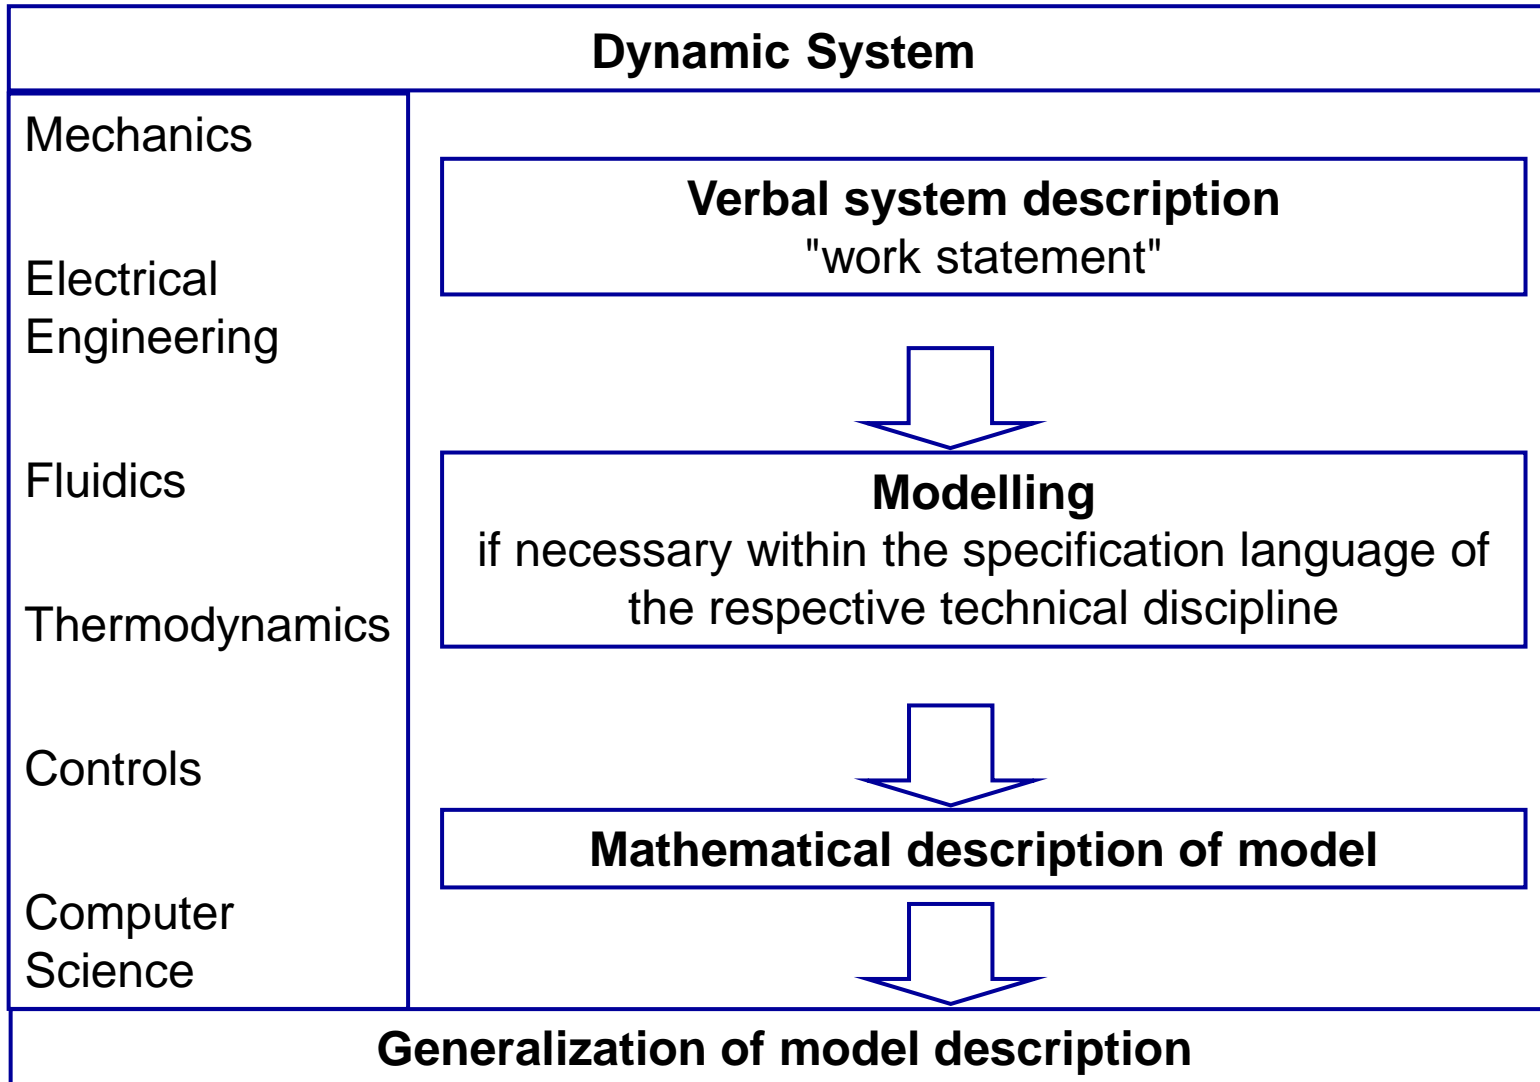 Dynamic System
Mechanics
Electrical
Engineering
Fluidics
Thermodynamics
Controls
Computer
Science
Verbal system description
"work statement"
Modelling
if necessary within the specification language of
the respective technical discipline
Mathematical description of model
Generalization of model description